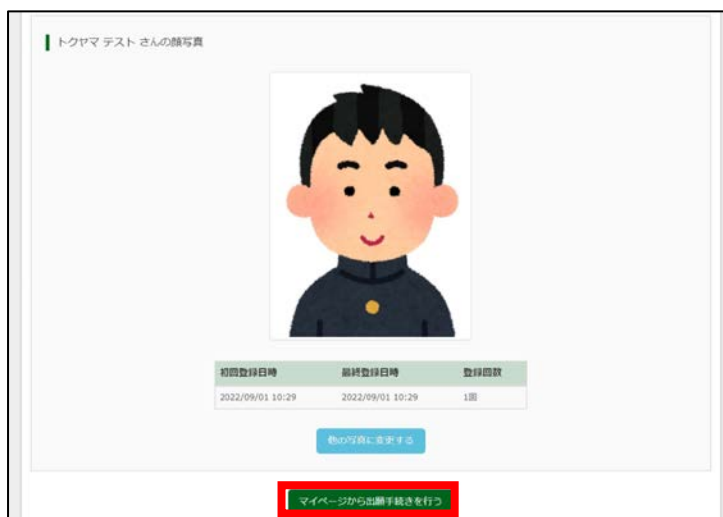 トクヤマ テスト さんの顔写真
初回登録日時 最終登録日時 登録回数
2022/09/01 10:29 2022/09/01 10:29 1回
他の写真に変更する
マイページから出願手続きを行う